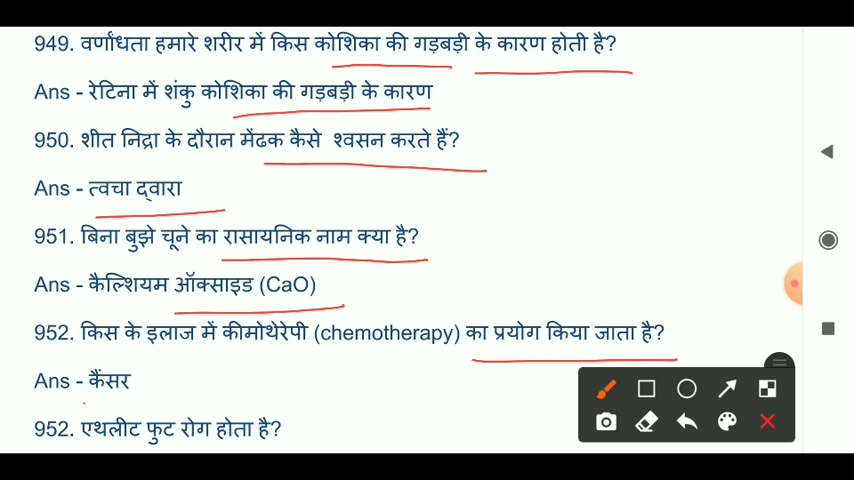 949. वर्णांधता हमारे शरीर में किस कोशिका की गड़बड़ी के कारण होती है?
Ans - रेटिना में शंकु कोशिका की गड़बड़ी के कारण
950. शीत निद्रा के दौरान मेंढक कैसे श्वसन करते हैं?
Ans - त्वचा द्वारा
951. बिना बुझे चूने का रासायनिक नाम क्या है?
Ans - कैल्शियम ऑक्साइड (CaO)
952. किस के इलाज में कीमोथेरेपी (chemotherapy) का प्रयोग किया जाता है?
Ans - कैंसर
952. एथलीट फुट रोग होता है?